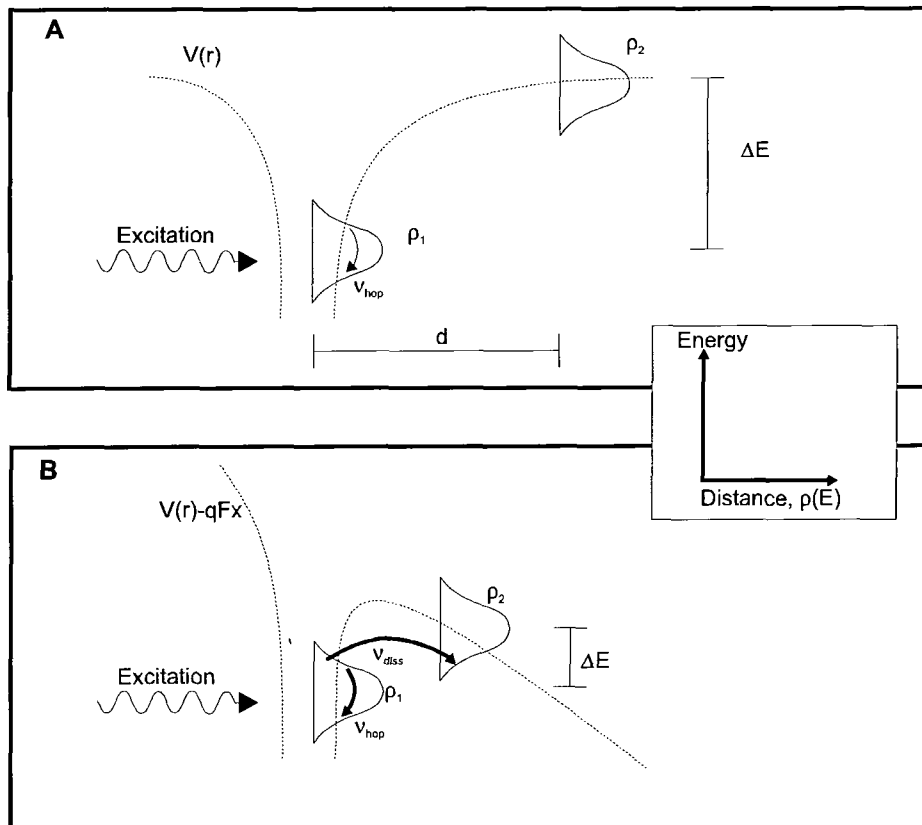 A
V(r)
ρ₂
ΔE
Excitation
ρ₁
νhop
d
Energy
Distance, ρ(E)
B
V(r)-qFx
ρ₂
νdiss
ΔE
Excitation
ρ₁
νhop